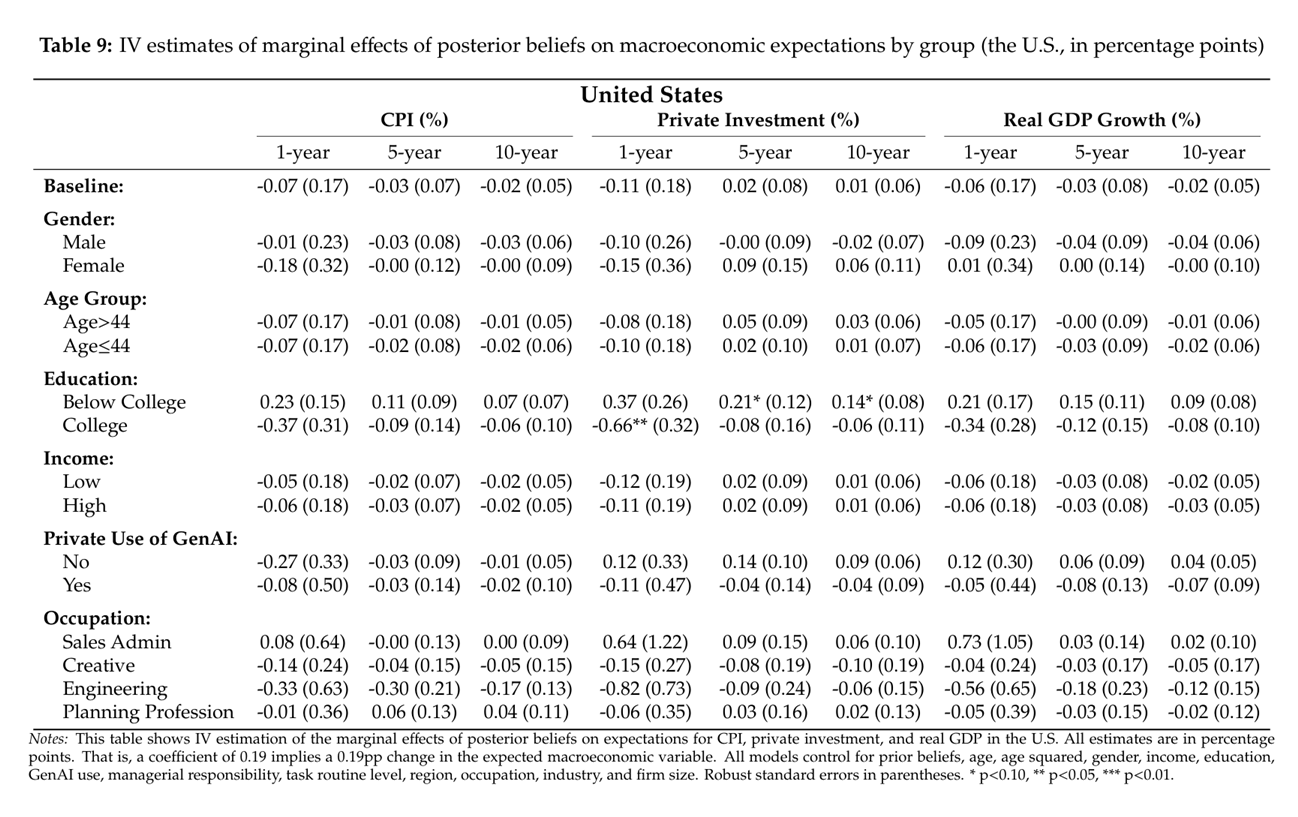 Table 9: IV estimates of marginal effects of posterior beliefs on macroeconomic expectations by group (the U.S., in percentage points)
United States
CPI (%) Private Investment (%) Real GDP Growth (%)
1-year 5-year 10-year 1-year 5-year 10-year 1-year 5-year 10-year
Baseline: -0.07 (0.17) -0.03 (0.07) -0.02 (0.05) -0.11 (0.18) 0.02 (0.08) 0.01 (0.06) -0.06 (0.17) -0.03 (0.08) -0.02 (0.05)
Gender:
Male -0.01 (0.23) -0.03 (0.08) -0.03 (0.06) -0.10 (0.26) -0.00 (0.09) -0.02 (0.07) -0.09 (0.23) -0.04 (0.09) -0.04 (0.06)
Female -0.18 (0.32) -0.00 (0.12) -0.00 (0.09) -0.15 (0.36) 0.09 (0.15) 0.06 (0.11) 0.01 (0.34) 0.00 (0.14) -0.00 (0.10)
Age Group:
Age>44 -0.07 (0.17) -0.01 (0.08) -0.01 (0.05) -0.08 (0.18) 0.05 (0.09) 0.03 (0.06) -0.05 (0.17) -0.00 (0.09) -0.01 (0.06)
Age≤44 -0.07 (0.17) -0.02 (0.08) -0.02 (0.06) -0.10 (0.18) 0.02 (0.10) 0.01 (0.07) -0.06 (0.17) -0.03 (0.09) -0.02 (0.06)
Education:
Below College 0.23 (0.15) 0.11 (0.09) 0.07 (0.07) 0.37 (0.26) 0.21* (0.12) 0.14* (0.08) 0.21 (0.17) 0.15 (0.11) 0.09 (0.08)
College -0.37 (0.31) -0.09 (0.14) -0.06 (0.10) -0.66** (0.32) -0.08 (0.16) -0.06 (0.11) -0.34 (0.28) -0.12 (0.15) -0.08 (0.10)
Income:
Low -0.05 (0.18) -0.02 (0.07) -0.02 (0.05) -0.12 (0.19) 0.02 (0.09) 0.01 (0.06) -0.06 (0.18) -0.03 (0.08) -0.02 (0.05)
High -0.06 (0.18) -0.03 (0.07) -0.02 (0.05) -0.11 (0.19) 0.02 (0.09) 0.01 (0.06) -0.06 (0.18) -0.03 (0.08) -0.03 (0.05)
Private Use of GenAI:
No -0.27 (0.33) -0.03 (0.09) -0.01 (0.05) 0.12 (0.33) 0.14 (0.10) 0.09 (0.06) 0.12 (0.30) 0.06 (0.09) 0.04 (0.05)
Yes -0.08 (0.50) -0.03 (0.14) -0.02 (0.10) -0.11 (0.47) -0.04 (0.14) -0.04 (0.09) -0.05 (0.44) -0.08 (0.13) -0.07 (0.09)
Occupation:
Sales Admin 0.08 (0.64) -0.00 (0.13) 0.00 (0.09) 0.64 (1.22) 0.09 (0.15) 0.06 (0.10) 0.73 (1.05) 0.03 (0.14) 0.02 (0.10)
Creative -0.14 (0.24) -0.04 (0.15) -0.05 (0.15) -0.15 (0.27) -0.08 (0.19) -0.10 (0.19) -0.04 (0.24) -0.03 (0.17) -0.05 (0.17)
Engineering -0.33 (0.63) -0.30 (0.21) -0.17 (0.13) -0.82 (0.73) -0.09 (0.24) -0.06 (0.15) -0.56 (0.65) -0.18 (0.23) -0.12 (0.15)
Planning Profession -0.01 (0.36) 0.06 (0.13) 0.04 (0.11) -0.06 (0.35) 0.03 (0.16) 0.02 (0.13) -0.05 (0.39) -0.03 (0.15) -0.02 (0.12)
Notes: This table shows IV estimation of the marginal effects of posterior beliefs on expectations for CPI, private investment, and real GDP in the U.S. All estimates are in percentage
points. That is, a coefficient of 0.19 implies a 0.19pp change in the expected macroeconomic variable. All models control for prior beliefs, age, age squared, gender, income, education,
GenAI use, managerial responsibility, task routine level, region, occupation, industry, and firm size. Robust standard errors in parentheses. * p<0.10, ** p<0.05, *** p<0.01.